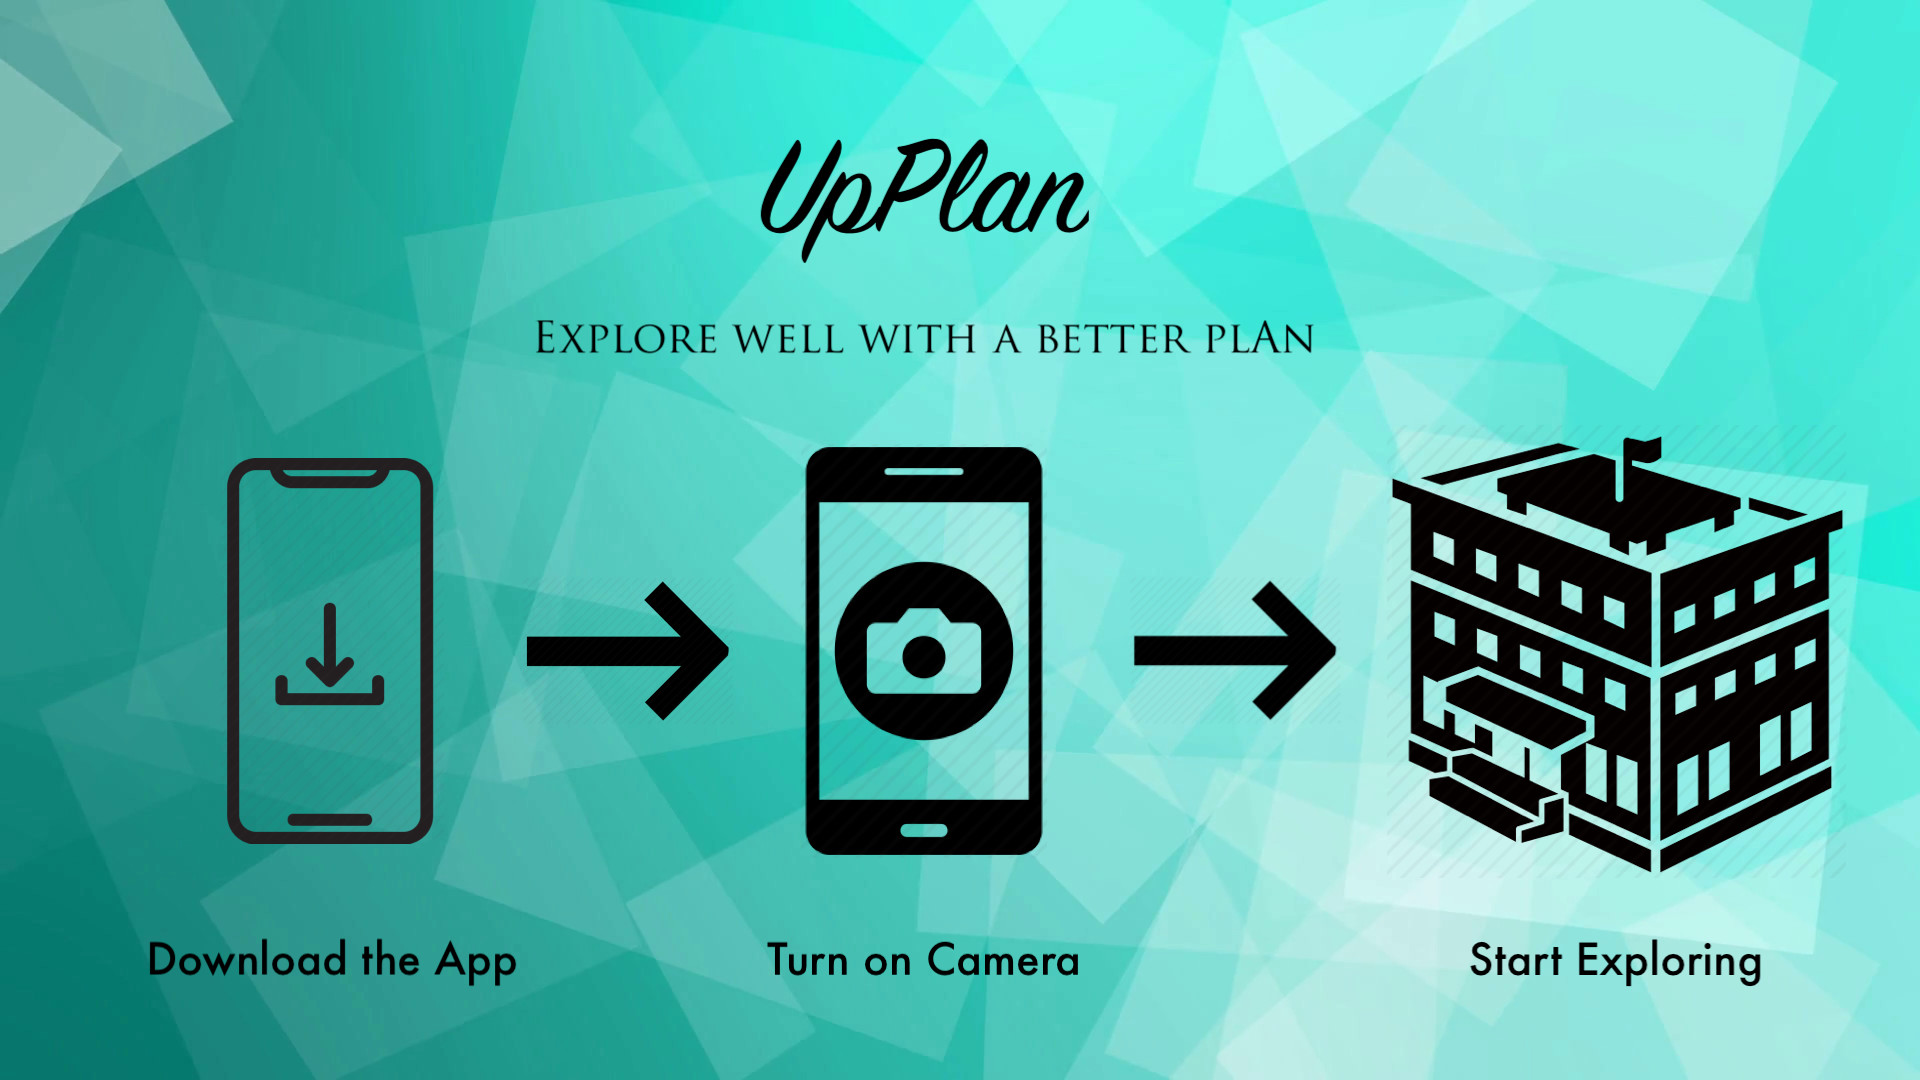 UpPlan
EXPLORE WELL WITH A BETTER PLAN
Download the App
Turn on Camera
Start Exploring